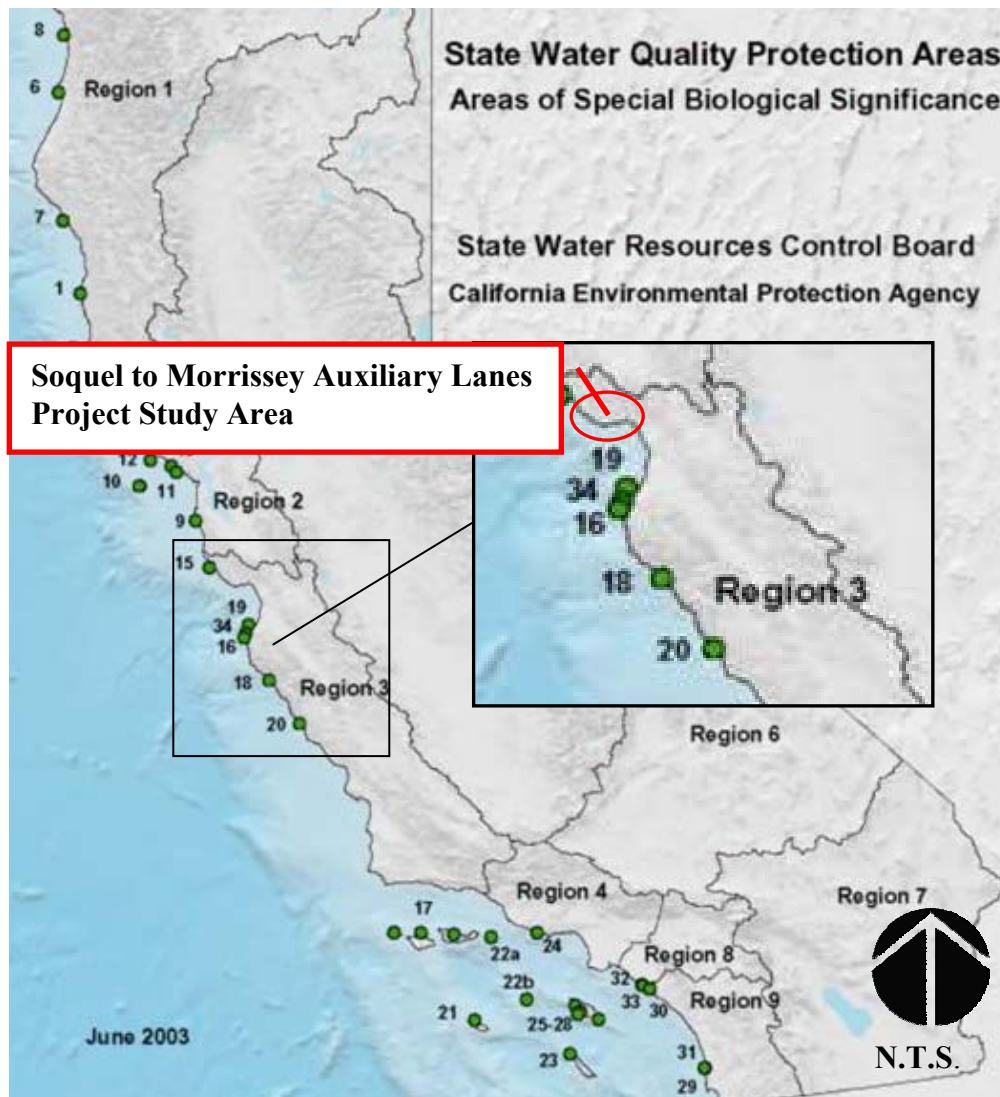 8
State Water Quality Protection Areas
6
Region 1
Areas of Special Biological Significance
7
State Water Resources Control Board
1
California Environmental Protection Agency
Soquel to Morrissey Auxiliary Lanes
Project Study Area
12
10
11
Region 2
9
15
19
34
16
18
Region 3
20
19
34
16
18
Region 3
20
Region 6
Region 4
Region 7
17
24
22a
Region 8
22b
32
33
30
Region 9
21
25-28
June 2003
23
31
29
N.T.S.